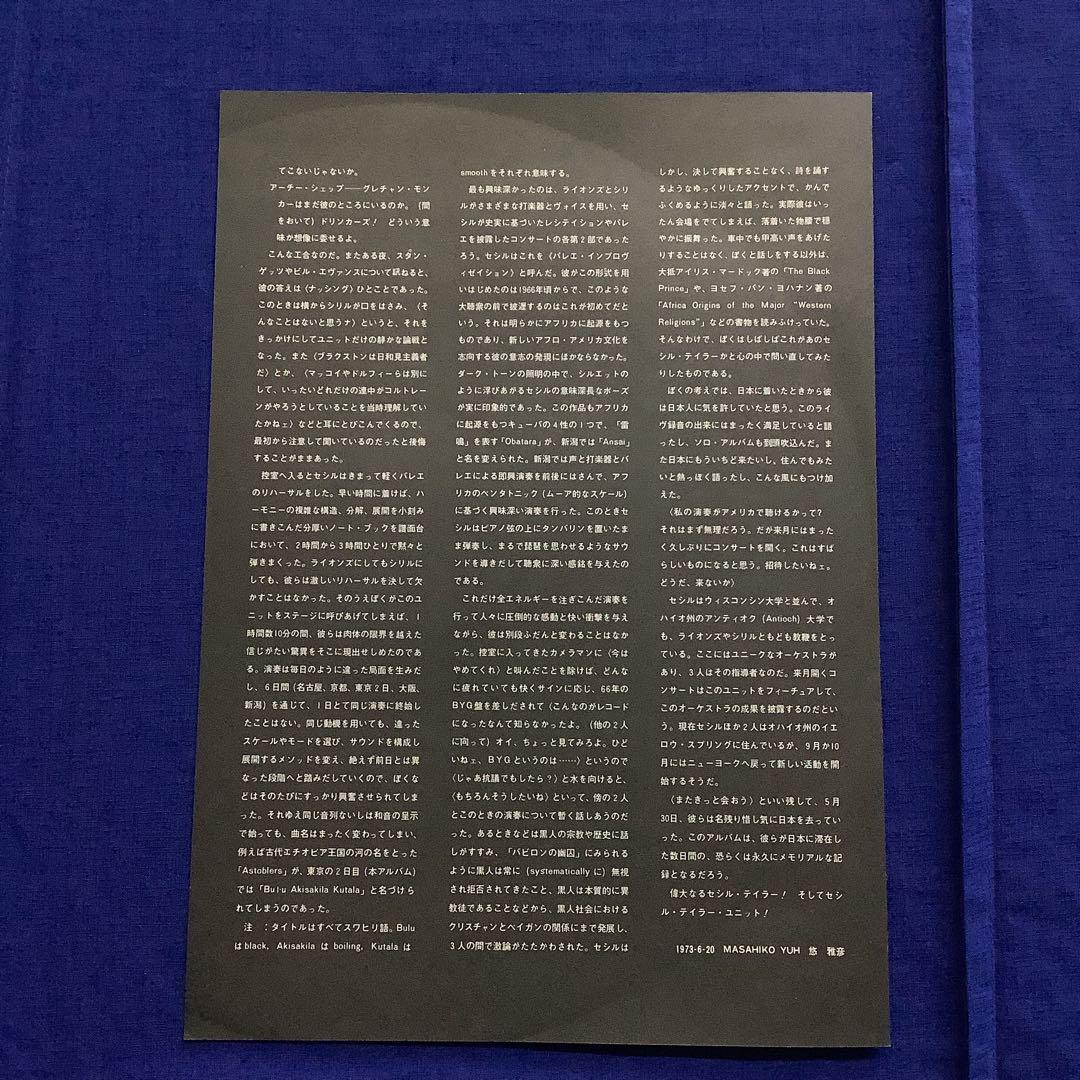 てこないじゃないか。
アーチー・シェップ――グレチャン・モン
カーはまだ彼のところにいるのか。(間
をおいて)ドリンカーズ! どういう意
味か想像に委せるよ。
こんな工合なのだ。またある夜、スタン・
ゲッツやビル・エヴァンスについて訊ねると、
彼の答えは〈ナッシング〉ひとことであった。
このときは横からシリルが口をはさみ、〈そ
んなことはないと思うナ〉というと、それを
きっかけにしてユニットだけの静かな論戦と
なった。また〈ブラクストンは日和見主義者
だ〉とか、〈マッコイやドルフィーらは別に
して、いったいどれだけの連中がコルトレー
ンがやろうとしていることを当時理解してい
たかねェ〉などと耳にとびこんでくるので、
最初から注意して聞いているのだったと後悔
することがままあった。
控室へ入るとセシルはきまって軽くバレエ
のリハーサルをした。早い時間に着けば、ハ
ーモニーの複雑な構造、分解、展開を小刻み
に書きこんだ分厚いノート・ブックを譜面台
において、2時間から3時間ひとりで黙々と
弾きまくった。ライオンズにしてもシリルに
しても、彼らは激しいリハーサルを決して欠
かすことはなかった。そのうえぼくがこのユ
ニットをステージに呼びあげてしまえば、1
時間数10分の間、彼らは肉体の限界を越えた
信じがたい驚異をそこに現出せしめたのであ
る。演奏は毎日のように違った局面を生みだ
し、6日間(名古屋、京都、東京2日、大阪、
新潟)を通じて、1日とて同じ演奏に終始し
たことはない。同じ動機を用いても、違った
スケールやモードを選び、サウンドを構成し
展開するメソッドを変え、絶えず前日とは異
なった段階へと踏みだしていくので、ぼくな
どはそのたびにすっかり興奮させられてしま
った。それゆえ同じ音列ないしは和音の呈示
で始っても、曲名はまったく変わってしまい、
例えば古代エチオピア王国の河の名をとった
「Astoblers」が、東京の2日目(本アルバム)
では「Bulu Akisakila Kutala」と名づけら
れてしまうのであった。
注 :タイトルはすべてスワヒリ語。Bulu
はblack, Akisakila は boiling, Kutala は
smoothをそれぞれ意味する。
最も興味深かったのは、ライオンズとシリ
ルがさまざまな打楽器とヴォイスを用い、セ
シルが史実に基づいたレシテイションやバレ
エを披露したコンサートの各第2部であった
ろう。セシルはこれを〈バレエ・インプロヴ
ィゼイション〉と呼んだ。彼がこの形式を用
いはじめたのは1966年頃からで、このような
大聴衆の前で披瀝するのはこれが初めてだと
いう。それは明らかにアフリカに起源をもつ
ものであり、新しいアフロ・アメリカ文化を
志向する彼の意志の発現にほかならなかった。
ダーク・トーンの照明の中で、シルエットの
ように浮びあがるセシルの意味深長なポーズ
が実に印象的であった。この作品もアフリカ
に起源をもつキューバの4性の1つで、「雷
鳴」を表す「Obatara」が、新潟では「Ansai」
と名を変えられた。新潟では声と打楽器とバ
レエによる即興演奏を前後にはさんで、アフ
リカのペンタトニック(ムーア的なスケール)
に基づく興味深い演奏を行った。このときセ
シルはピアノ弦の上にタンバリンを置いたま
ま弾奏し、まるで琵琶を思わせるようなサウ
ンドを導きだして聴衆に深い感銘を与えたの
である。
これだけ全エネルギーを注ぎこんだ演奏を
行って人々に圧倒的な感動と快い衝撃を与え
ながら、彼は別段ふだんと変わることはなか
った。控室に入ってきたカメラマンに〈今は
やめてくれ〉と叫んだことを除けば、どんな
に疲れていても快くサインに応じ、66年の
BYG盤を差しだされて〈こんなのがレコード
になったなんて知らなかったよ。(他の2人
に向って)オイ、ちょっと見てみろよ。ひど
いねェ、BYGというのは……〉というので
〈じゃあ抗議でもしたら?〉と水を向けると、
〈もちろんそうしたいね〉といって、傍の2人
とこのときの演奏について暫く話しあうのだ
った。あるときなどは黒人の宗教や歴史に話
しがすすみ、「バビロンの幽囚」にみられる
ように黒人は常に(systematicallyに)無視
され拒否されてきたこと、黒人は本質的に異
教徒であることなどから、黒人社会における
クリスチャンとペイガンの関係にまで発展し、
3人の間で激論がたたかわされた。セシルは
しかし、決して興奮することなく、詩を誦す
るようなゆっくりしたアクセントで、かんで
ふくめるように淡々と語った。実際彼はいっ
たん会場をでてしまえば、落着いた物腰で穏
やかに振舞った。車中でも甲高い声をあげた
りすることはなく、ぼくと話しをする以外は、
大抵アイリス・マードック著の「The Black
Prince」や、ヨセフ・バン・ヨハナン著の
「Africa Origins of the Major “Western
Religions”」などの書物を読みふけっていた。
そんなわけで、ぼくはしばしばこれがあのセ
シル・テイラーかと心の中で問い直してみた
りしたものである。
ぼくの考えでは、日本に着いたときから彼
は日本人に気を許していたと思う。このライ
ヴ録音の出来にはまったく満足していると語
ったし、ソロ・アルバムも到頭吹込んだ。ま
た日本にもういちど来たいし、住んでもみた
いと熱っぽく語ったし、こんな風にもつけ加
えた。
〈私の演奏がアメリカで聴けるかって?
それはまず無理だろう。だが来月にはまった
く久しぶりにコンサートを開く。これはすば
らしいものになると思う。招待したいねェ。
どうだ、来ないか〉
セシルはウィスコンシン大学と並んで、オ
ハイオ州のアンティオク(Antioch)大学で
も、ライオンズやシリルともども教鞭をとっ
ている。ここにはユニークなオーケストラが
あり、3人はその指導者なのだ。来月開くコ
ンサートはこのユニットをフィーチュアして、
このオーケストラの成果を披露するのだとい
う。現在セシルほか2人はオハイオ州のイエ
ロウ・スプリングに住んでいるが、9月か10
月にはニューヨークへ戻って新しい活動を開
始するそうだ。
〈またきっと会おう〉といい残して、5月
30日、彼らは名残り惜し気に日本を去ってい
った。このアルバムは、彼らが日本に滞在し
た数日間の、恐らくは永久にメモリアルな記
録となるだろう。
偉大なるセシル・テイラー! そしてセシ
ル・テイラー・ユニット!
1973-6-20 MASAHIKO YUH 悠 雅彦